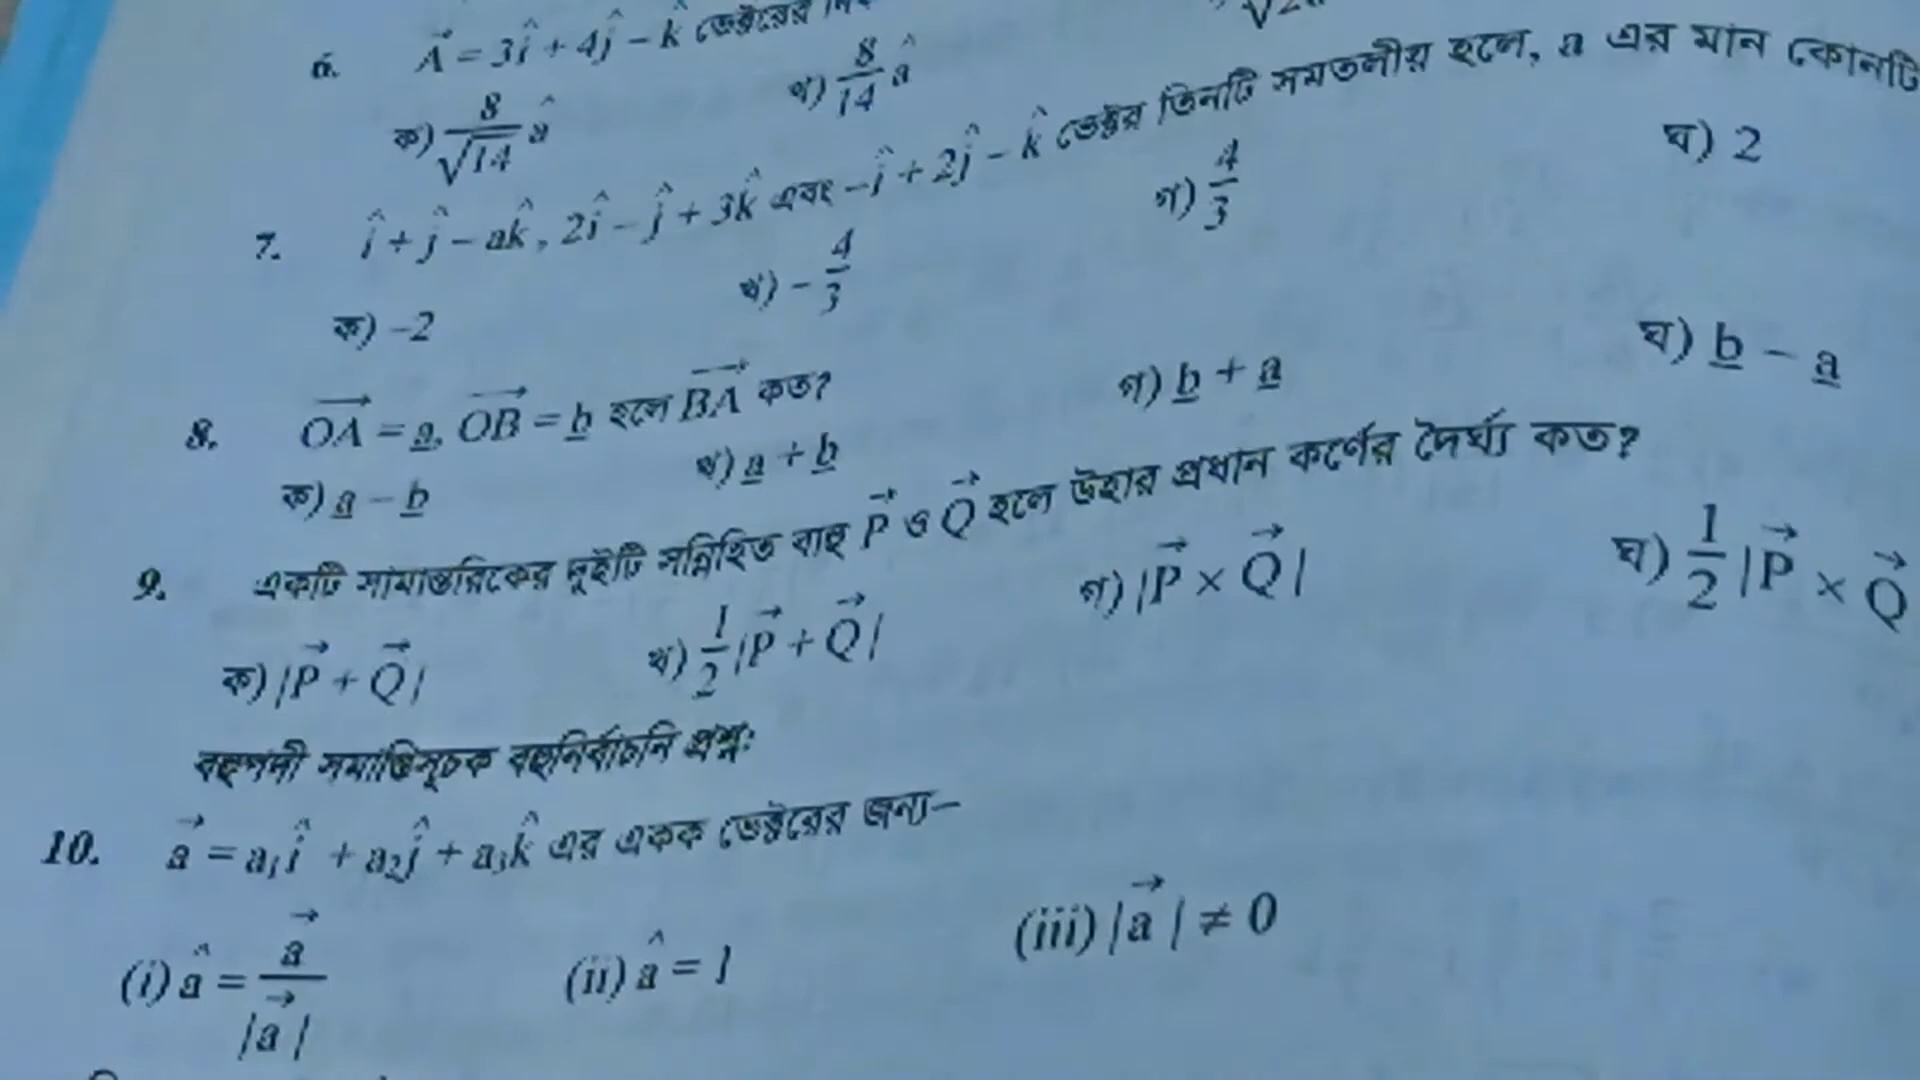 6. A⃗ = 3î + 4ĵ − k̂ ভেক্টরের
ক) 8/√14 â খ) 8/14 â
7. î + ĵ − ak̂, 2î − ĵ + 3k̂ এবং −î + 2ĵ − k̂ ভেক্টর তিনটি সমতলীয় হলে, a এর মান কোনটি
ক) −2 খ) −4/3 গ) 4/3 ঘ) 2
8. OA⃗ = a̲, OB⃗ = b̲ হলে BA⃗ কত?
ক) a̲ − b̲ খ) a̲ + b̲ গ) b̲ + a̲ ঘ) b̲ − a̲
9. একটি সামান্তরিকের দুইটি সন্নিহিত বাহু P⃗ ও Q⃗ হলে উহার প্রধান কর্ণের দৈর্ঘ্য কত?
ক) |P⃗ + Q⃗| খ) 1/2 |P⃗ + Q⃗| গ) |P⃗ × Q⃗| ঘ) 1/2 |P⃗ × Q⃗
বহুপদী সমাপ্তিসূচক বহুনির্বাচনি প্রশ্ন:
10. a⃗ = a₁î + a₂ĵ + a₃k̂ এর একক ভেক্টরের জন্য−
(i) â = a⃗/|a⃗| (ii) â = 1 (iii) |a⃗| ≠ 0